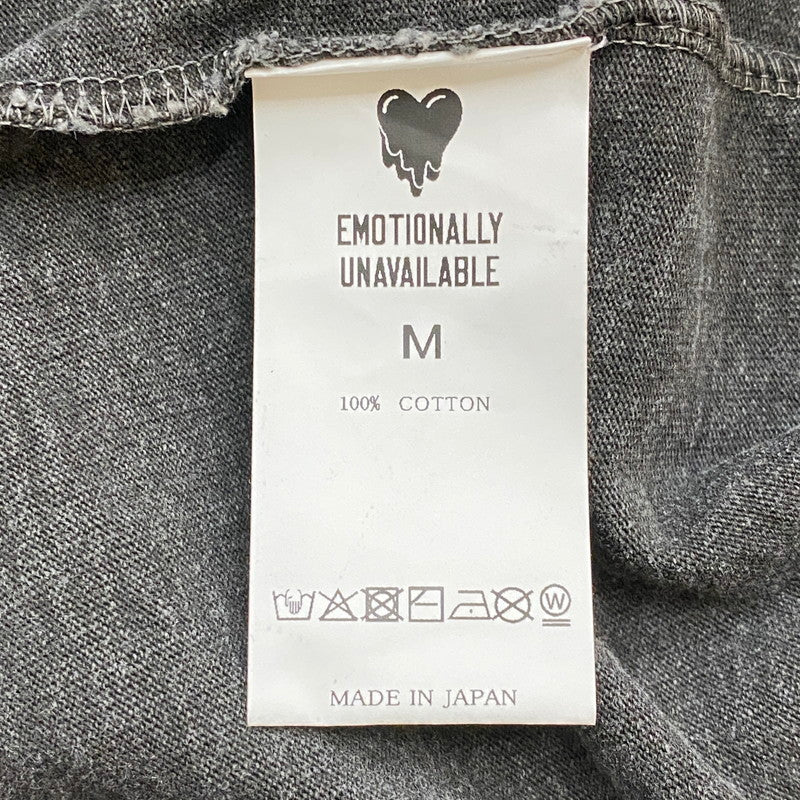 EMOTIONALLY
UNAVAILABLE
M
100% COTTON
W
MADE IN JAPAN